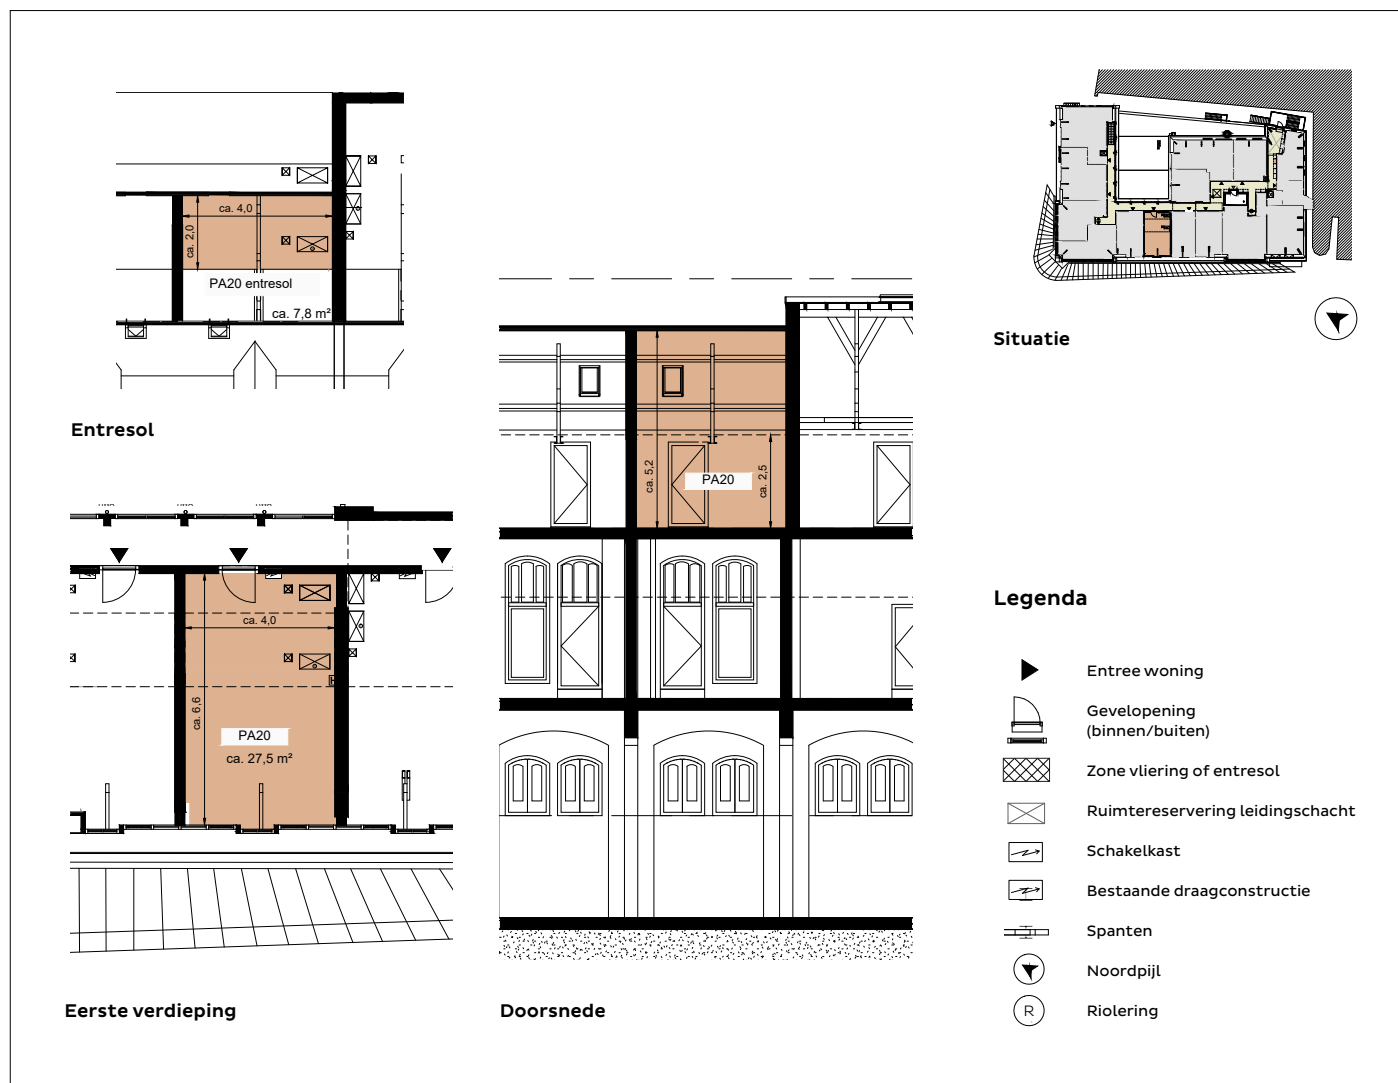 ca. 4,0
ca. 2,0
PA20 entresol
ca. 7,8 m²
Entresol
ca. 4,0
ca. 6,6
PA20
ca. 27,5 m²
Eerste verdieping
ca. 5,2
PA20
ca. 2,5
Doorsnede
Situatie
Legenda
Entree woning
Gevelopening
(binnen/buiten)
Zone vliering of entresol
Ruimtereservering leidingschacht
Schakelkast
Bestaande draagconstructie
Spanten
Noordpijl
R
Riolering